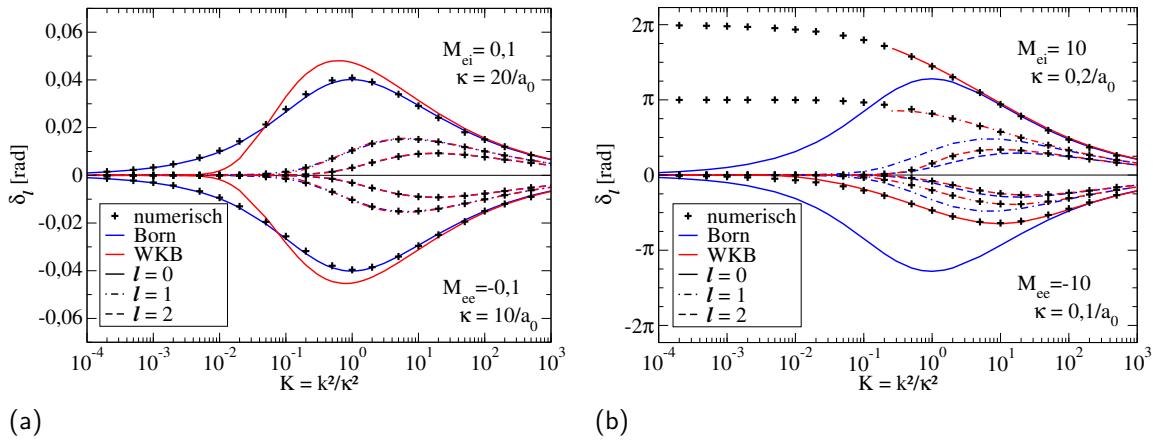 0,06
0,04
0,02
0
-0,02
-0,04
-0,06
δl [rad]
Mei = 0,1
κ = 20/a0
numerisch
Born
WKB
l = 0
l = 1
l = 2
Mee=-0,1
κ = 10/a0
10-4 10-3 10-2 10-1 100 101 102 103
K = k²/κ²
(a)
2π
π
0
-π
-2π
δl [rad]
Mei = 10
κ = 0,2/a0
numerisch
Born
WKB
l = 0
l = 1
l = 2
Mee=-10
κ = 0,1/a0
10-4 10-3 10-2 10-1 100 101 102 103
K = k²/κ²
(b)